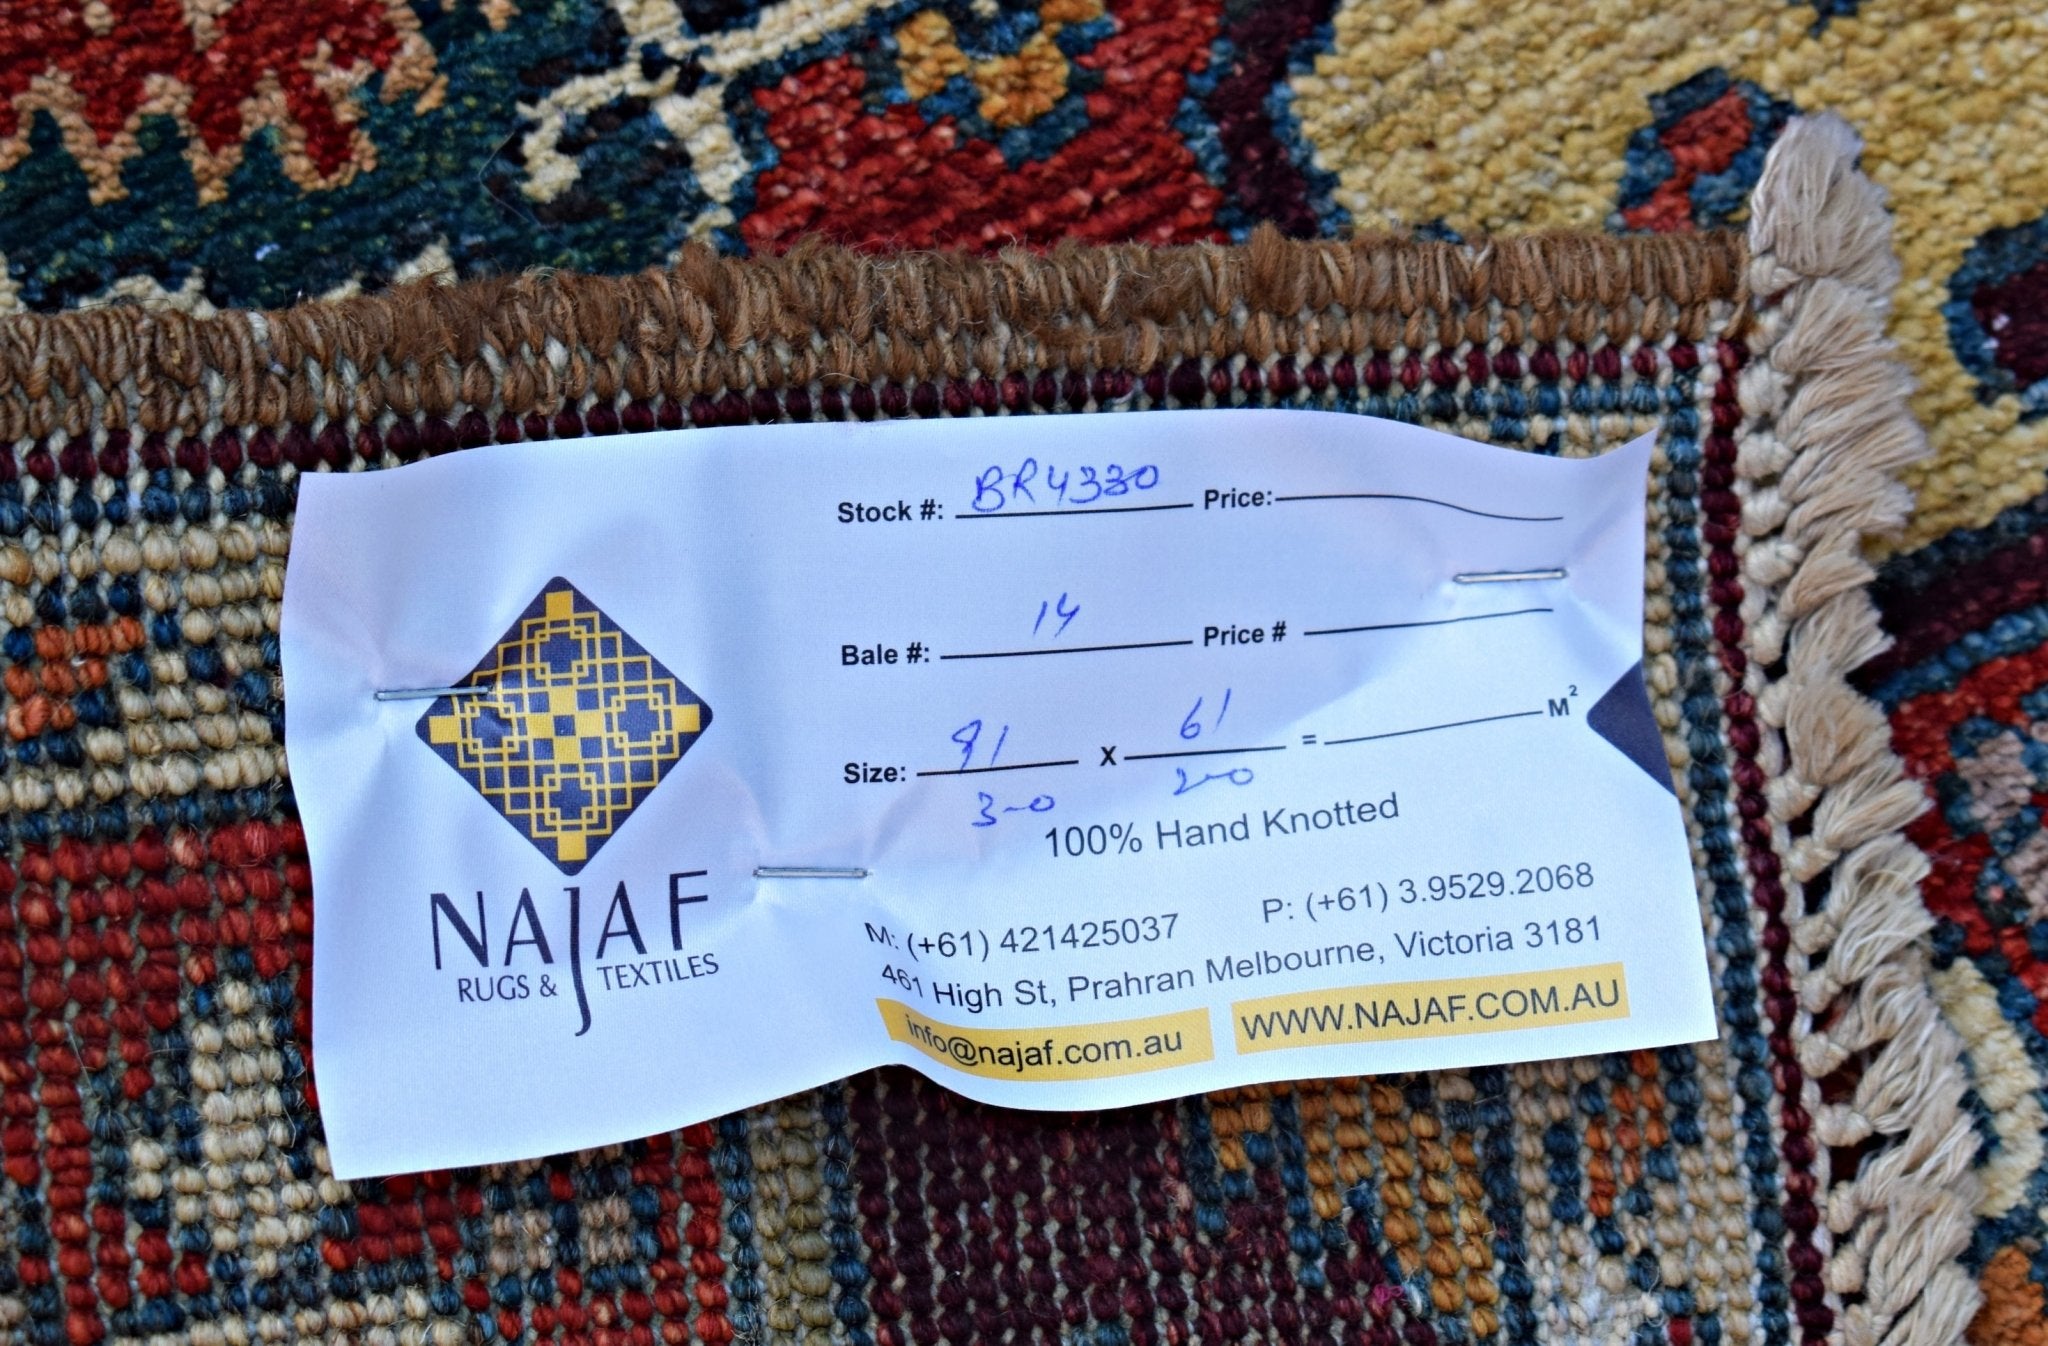 Stock #: BR4330 Price:
Bale #: 14 Price #
Size: 91 X 61 = M²
3-0 2-0
100% Hand Knotted
NAJAF
RUGS & TEXTILES
M: (+61) 421425037 P: (+61) 3.9529.2068
461 High St, Prahran Melbourne, Victoria 3181
info@najaf.com.au WWW.NAJAF.COM.AU